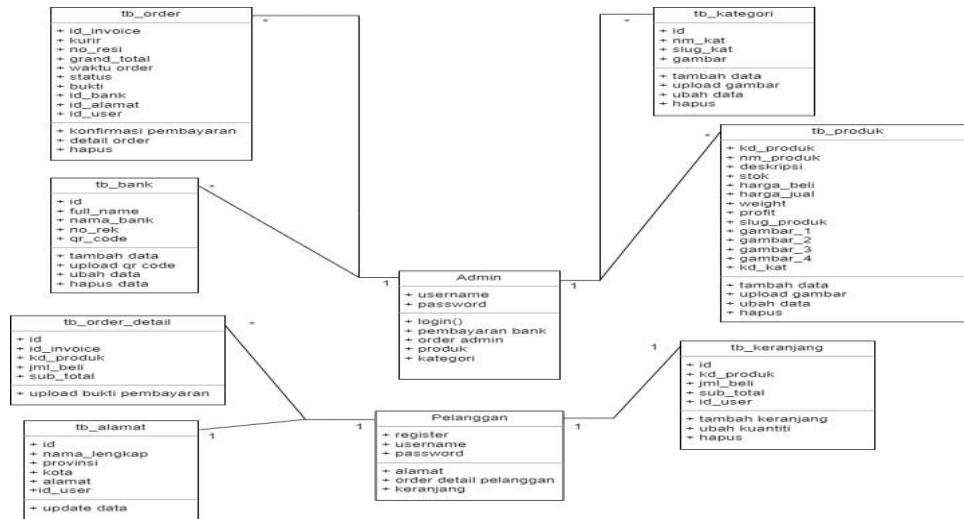 tb_order
+ id_invoice
+ kurir
+ no_resi
+ grand_total
+ waktu order
+ status
+ bukti
+ id_bank
+ id_alamat
+ id_user
+ konfirmasi pembayaran
+ detail order
+ hapus
*
tb_kategori
+ id
+ nm_kat
+ slug_kat
+ gambar
+ tambah data
+ upload gambar
+ ubah data
+ hapus
*
tb_bank
+ id
+ full_name
+ nama_bank
+ no_rek
+ qr_code
+ tambah data
+ upload qr code
+ ubah data
+ hapus data
*
tb_produk
+ kd_produk
+ nm_produk
+ deskripsi
+ stok
+ harga_beli
+ harga_jual
+ weight
+ profit
+ slug_produk
+ gambar_1
+ gambar_2
+ gambar_3
+ gambar_4
+ kd_kat
+ tambah data
+ upload gambar
+ ubah data
+ hapus
*
Admin
+ username
+ password
+ login()
+ pembayaran bank
+ order admin
+ produk
+ kategori
1
1
tb_order_detail
+ id
+ id_invoice
+ kd_produk
+ jml_beli
+ sub_total
+ upload bukti pembayaran
*
tb_keranjang
+ id
+ kd_produk
+ jml_beli
+ sub_total
+ id_user
+ tambah keranjang
+ ubah kuantiti
+ hapus
1
tb_alamat
+ id
+ nama_lengkap
+ provinsi
+ kota
+ alamat
+id_user
+ update data
1
Pelanggan
+ register
+ username
+ password
+ alamat
+ order detail pelanggan
+ keranjang
1
1